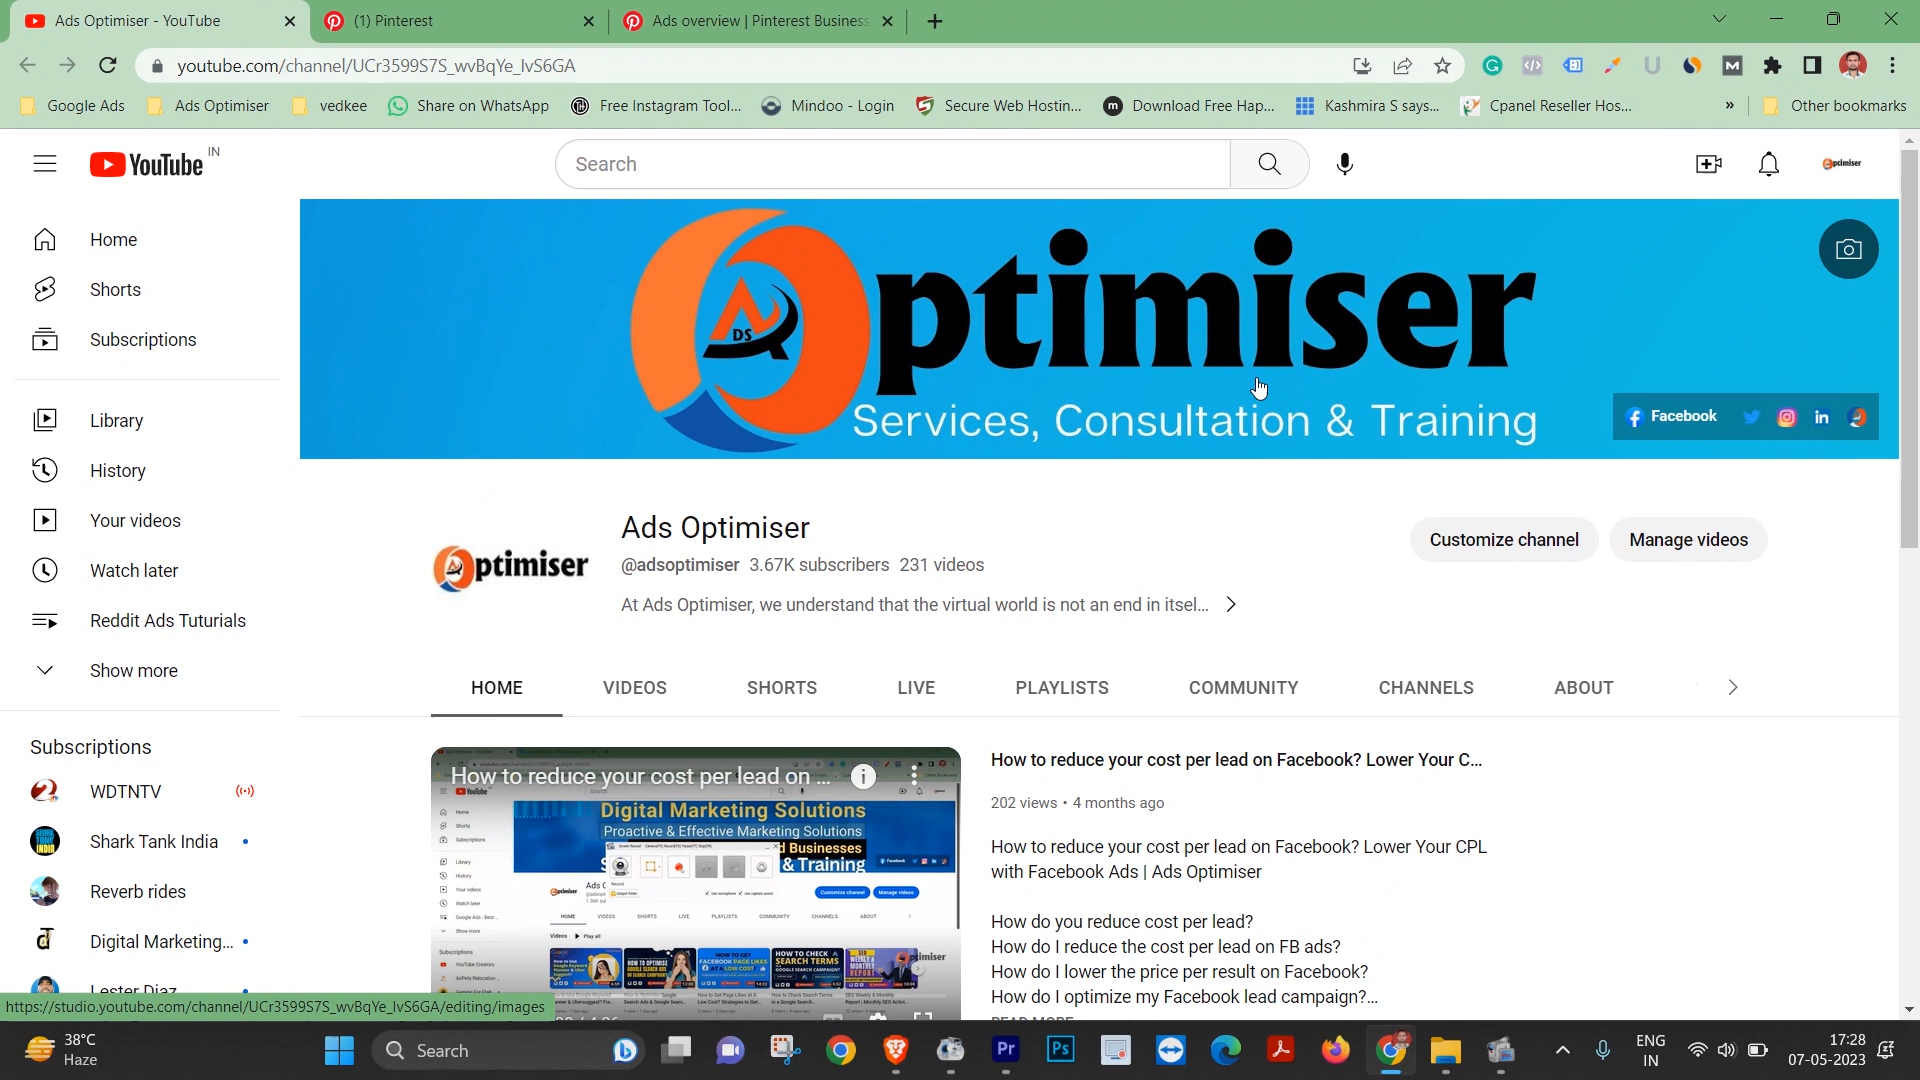 Ads Optimiser - YouTube
(1) Pinterest
Ads overview | Pinterest Business
youtube.com/channel/UCr3599S7S_wvBqYe_IvS6GA
Google Ads
Ads Optimiser
vedkee
Share on WhatsApp
Free Instagram Tool...
Mindoo - Login
Secure Web Hostin...
Download Free Hap...
Kashmira S says...
Cpanel Reseller Hos...
»
Other bookmarks
YouTube IN
Search
ptimiser
Home
Shorts
Subscriptions
Library
History
Your videos
Watch later
Reddit Ads Tuturials
Show more
Subscriptions
WDTNTV
Shark Tank India
Reverb rides
Digital Marketing...
Lester Diaz
ADS
Optimiser
Services, Consultation & Training
Facebook
ptimiser
Ads Optimiser
@adsoptimiser 3.67K subscribers 231 videos
At Ads Optimiser, we understand that the virtual world is not an end in itsel...
Customize channel
Manage videos
HOME
VIDEOS
SHORTS
LIVE
PLAYLISTS
COMMUNITY
CHANNELS
ABOUT
How to reduce your cost per lead on ...
Digital Marketing Solutions
Proactive & Effective Marketing Solutions
d Businesses
& Training
How to reduce your cost per lead on Facebook? Lower Your C...
202 views • 4 months ago
How to reduce your cost per lead on Facebook? Lower Your CPL
with Facebook Ads | Ads Optimiser
How do you reduce cost per lead?
How do I reduce the cost per lead on FB ads?
How do I lower the price per result on Facebook?
How do I optimize my Facebook lead campaign?...
READ MORE
https://studio.youtube.com/channel/UCr3599S7S_wvBqYe_IvS6GA/editing/images
38°C
Haze
Search
Pr
Ps
ENG
IN
17:28
07-05-2023